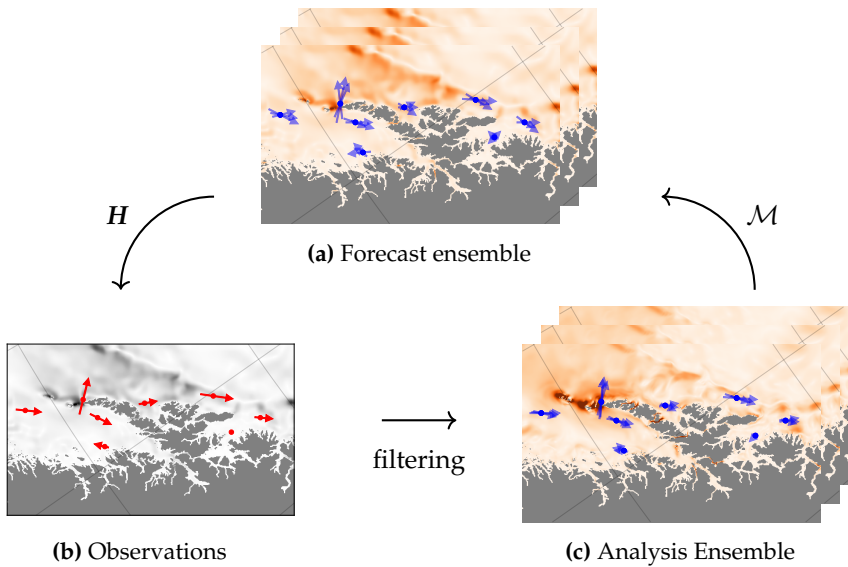 H
M
(a) Forecast ensemble
filtering
(b) Observations
(c) Analysis Ensemble